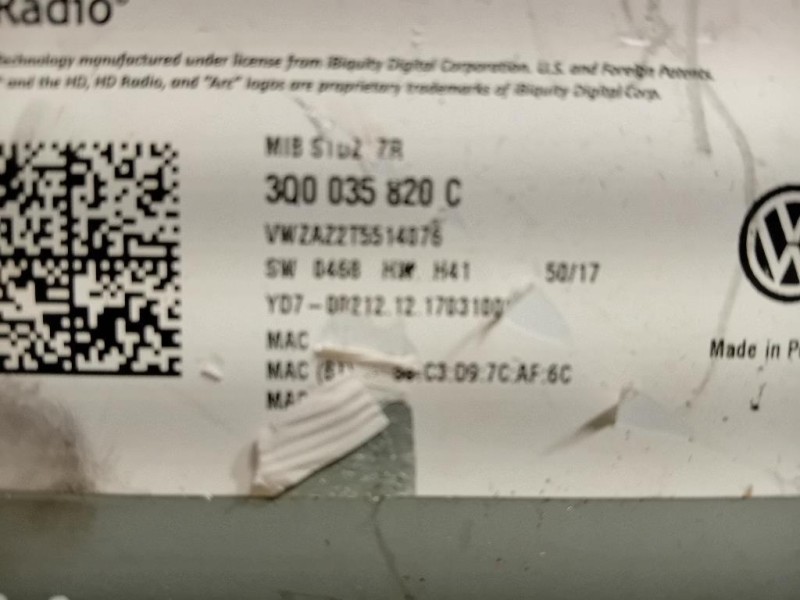 Radio®
technology manufactured under license from iBiquity Digital Corporation. U.S. and Foreign Patents.
and the HD, HD Radio, and "Arc" logos are proprietary trademarks of iBiquity Digital Corp.
MIB STD2 ZR
3Q0 035 820 C
VWZAZ2T5514076
SW 0468 HW H41 50/17
MAC
MAC C3:D9:7C:AF:6C
Made in